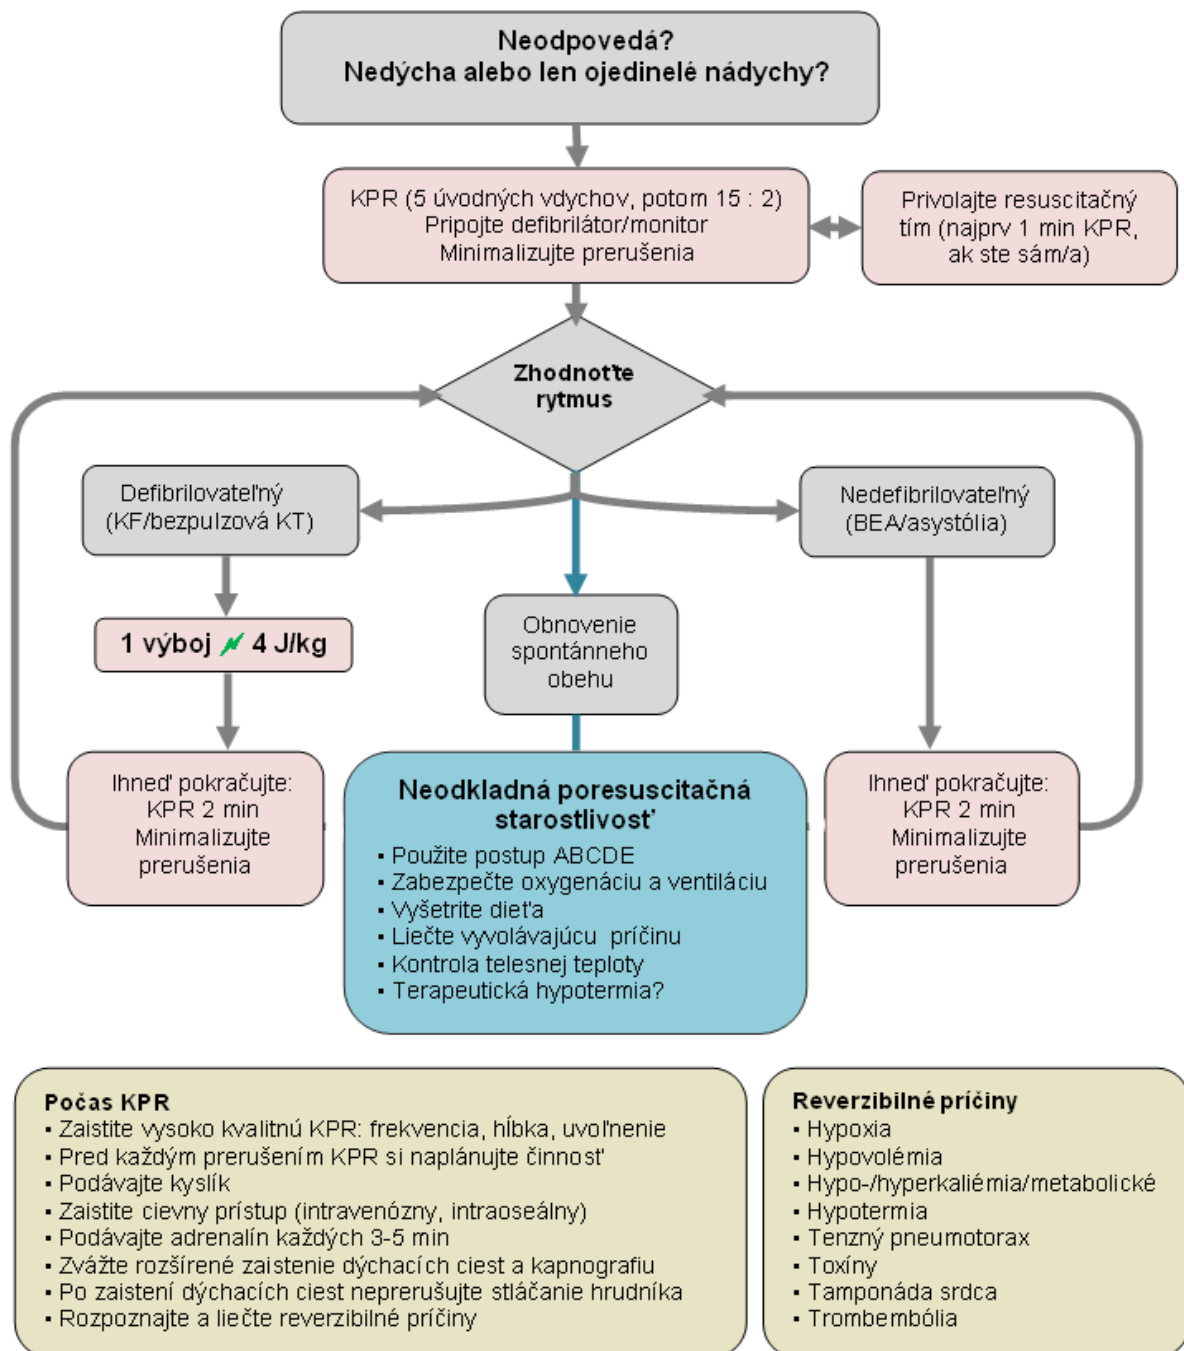 Neodpovedá?
Nedýcha alebo len ojedinelé nádychy?
KPR (5 úvodných vdychov, potom 15 : 2)
Pripojte defibrilátor/monitor
Minimalizujte prerušenia
Privolajte resuscitačný
tím (najprv 1 min KPR,
ak ste sám/a)
Zhodnoťte
rytmus
Defibrilovateľný
(KF/bezpulzová KT)
Nedefibrilovateľný
(BEA/asystólia)
1 výboj 4 J/kg
Obnovenie
spontánneho
obehu
Ihneď pokračujte:
KPR 2 min
Minimalizujte
prerušenia
Neodkladná poresuscitačná
starostlivosť
▪ Použite postup ABCDE
▪ Zabezpečte oxygenáciu a ventiláciu
▪ Vyšetrite dieťa
▪ Liečte vyvolávajúcu príčinu
▪ Kontrola telesnej teploty
▪ Terapeutická hypotermia?
Ihneď pokračujte:
KPR 2 min
Minimalizujte
prerušenia
Počas KPR
▪ Zaistite vysoko kvalitnú KPR: frekvencia, hĺbka, uvoľnenie
▪ Pred každým prerušením KPR si naplánujte činnosť
▪ Podávajte kyslík
▪ Zaistite cievny prístup (intravenózny, intraoseálny)
▪ Podávajte adrenalín každých 3-5 min
▪ Zvážte rozšírené zaistenie dýchacích ciest a kapnografiu
▪ Po zaistení dýchacích ciest neprerušujte stláčanie hrudníka
▪ Rozpoznajte a liečte reverzibilné príčiny
Reverzibilné príčiny
▪ Hypoxia
▪ Hypovolémia
▪ Hypo-/hyperkaliémia/metabolické
▪ Hypotermia
▪ Tenzný pneumotorax
▪ Toxíny
▪ Tamponáda srdca
▪ Trombembólia